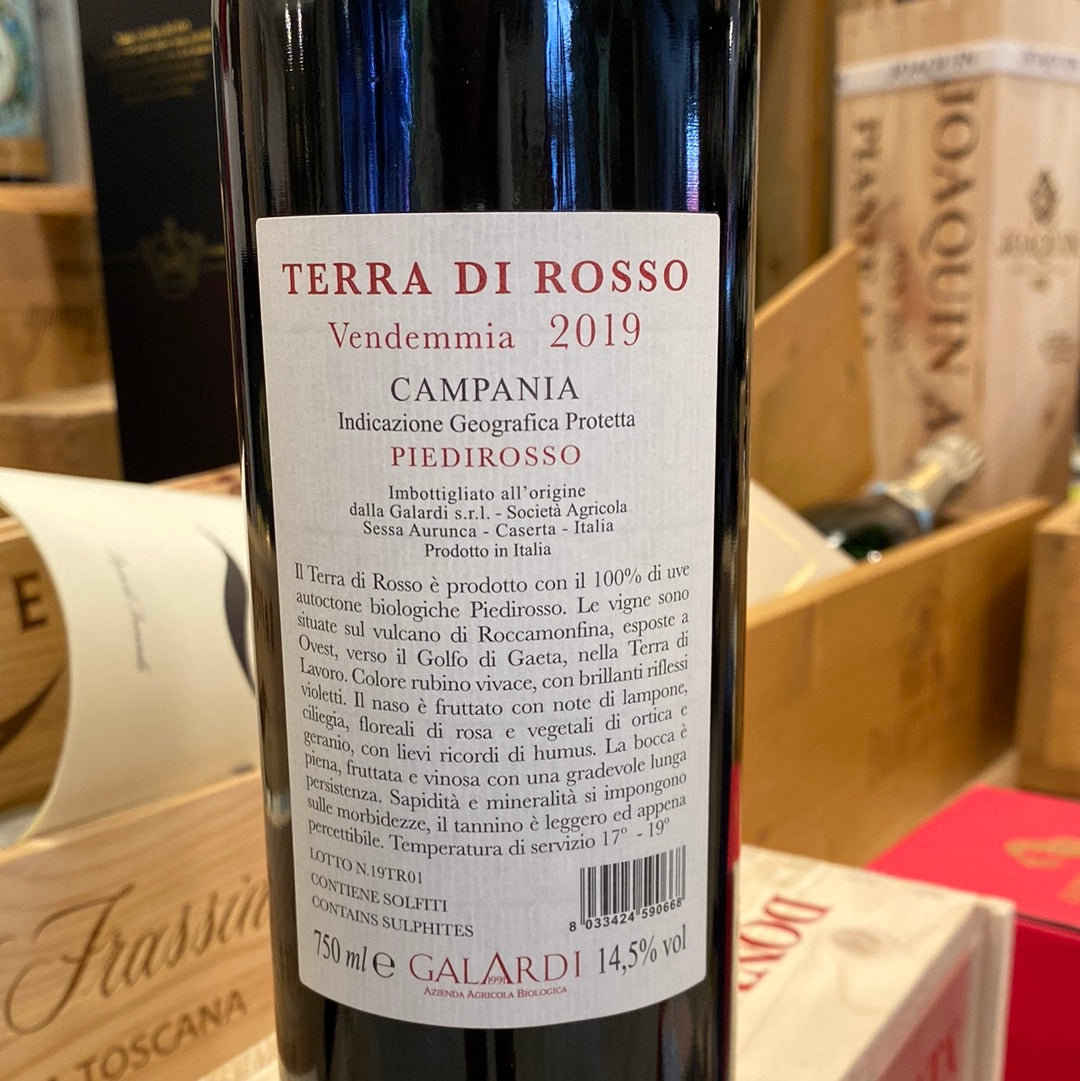 TERRA DI ROSSO
Vendemmia 2019
CAMPANIA
Indicazione Geografica Protetta
PIEDIROSSO
Imbottigliato all'origine
dalla Galardi s.r.l. - Società Agricola
Sessa Aurunca - Caserta - Italia
Prodotto in Italia
Il Terra di Rosso è prodotto con il 100% di uve
autoctone biologiche Piedirosso. Le vigne sono
situate sul vulcano di Roccamonfina, esposte a
Ovest, verso il Golfo di Gaeta, nella Terra di
Lavoro. Colore rubino vivace, con brillanti riflessi
violetti. Il naso è fruttato con note di lampone,
ciliegia, floreali di rosa e vegetali di ortica e
geranio, con lievi ricordi di humus. La bocca è
piena, fruttata e vinosa con una gradevole lunga
persistenza. Sapidità e mineralità si impongono
sulle morbidezze, il tannino è leggero ed appena
percettibile. Temperatura di servizio 17° - 19°
LOTTO N.19TR01
CONTIENE SOLFITI
CONTAINS SULPHITES
8 033424 590668
750 ml e GALARDI 14,5% vol
1991
AZIENDA AGRICOLA BIOLOGICA
JOAQUIN
JOAQUIN
E
TOSCANA
DONN